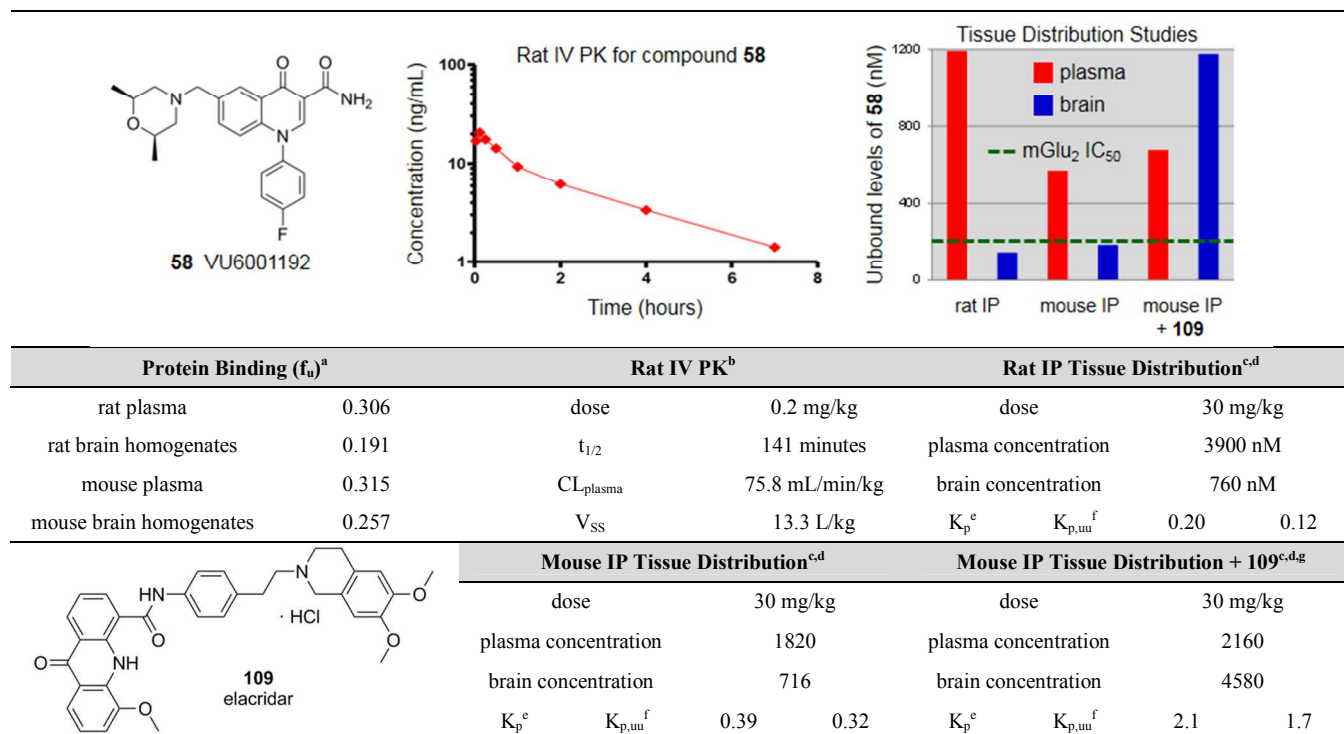 O
NH₂
N
O
O
N
F
58 VU6001192
Rat IV PK for compound 58
Concentration (ng/mL)
100
10
1
0
2
4
6
8
Time (hours)
Tissue Distribution Studies
Unbound levels of 58 (nM)
1200
800
400
0
plasma
brain
mGlu₂ IC₅₀
rat IP
mouse IP
mouse IP
+ 109
Protein Binding (fᵤ)ᵃ
rat plasma 0.306
rat brain homogenates 0.191
mouse plasma 0.315
mouse brain homogenates 0.257
Rat IV PKᵇ
dose 0.2 mg/kg
t₁/₂ 141 minutes
CLplasma 75.8 mL/min/kg
VSS 13.3 L/kg
Rat IP Tissue Distributionᶜ,ᵈ
dose 30 mg/kg
plasma concentration 3900 nM
brain concentration 760 nM
Kₚᵉ Kₚ,ᵤᵤᶠ 0.20 0.12
N
O
O
NH
O
· HCl
O
NH
O
109
elacridar
Mouse IP Tissue Distributionᶜ,ᵈ
dose 30 mg/kg
plasma concentration 1820
brain concentration 716
Kₚᵉ Kₚ,ᵤᵤᶠ 0.39 0.32
Mouse IP Tissue Distribution + 109ᶜ,ᵈ,ᵍ
dose 30 mg/kg
plasma concentration 2160
brain concentration 4580
Kₚᵉ Kₚ,ᵤᵤᶠ 2.1 1.7